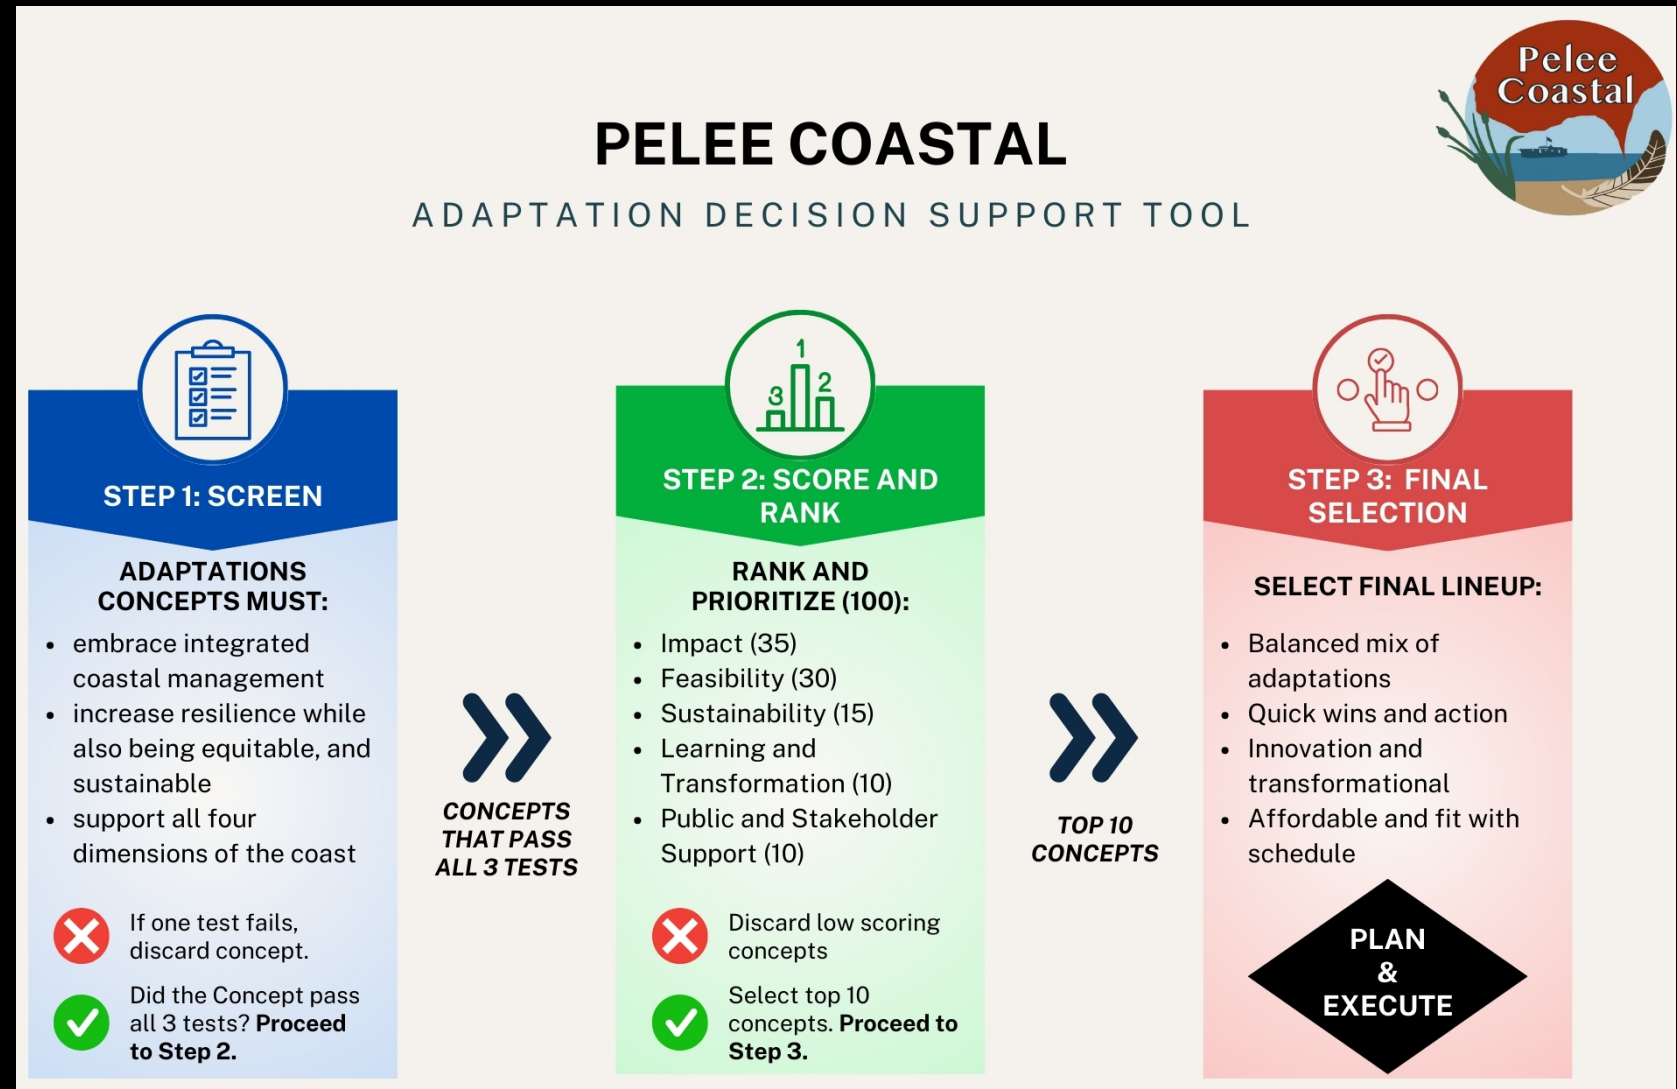 Pelee
Coastal
PELEE COASTAL
ADAPTATION DECISION SUPPORT TOOL
STEP 1: SCREEN
ADAPTATIONS
CONCEPTS MUST:
• embrace integrated
coastal management
• increase resilience while
also being equitable, and
sustainable
• support all four
dimensions of the coast
If one test fails,
discard concept.
Did the Concept pass
all 3 tests? Proceed
to Step 2.
CONCEPTS
THAT PASS
ALL 3 TESTS
1
2
3
STEP 2: SCORE AND
RANK
RANK AND
PRIORITIZE (100):
• Impact (35)
• Feasibility (30)
• Sustainability (15)
• Learning and
Transformation (10)
• Public and Stakeholder
Support (10)
Discard low scoring
concepts
Select top 10
concepts. Proceed to
Step 3.
TOP 10
CONCEPTS
STEP 3: FINAL
SELECTION
SELECT FINAL LINEUP:
• Balanced mix of
adaptations
• Quick wins and action
• Innovation and
transformational
• Affordable and fit with
schedule
PLAN
&
EXECUTE